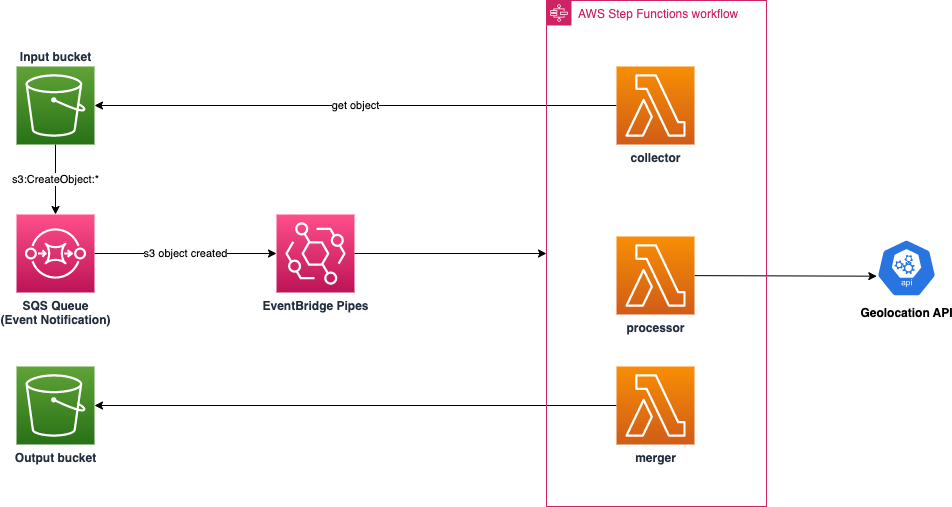 AWS Step Functions workflow
Input bucket
get object
collector
s3:CreateObject:*
s3 object created
SQS Queue
(Event Notification)
EventBridge Pipes
processor
api
Geolocation API
Output bucket
merger